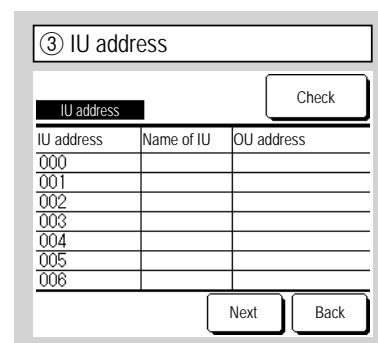 ③ IU address
Check
IU address
IU address Name of IU OU address
000
001
002
003
004
005
006
Next Back